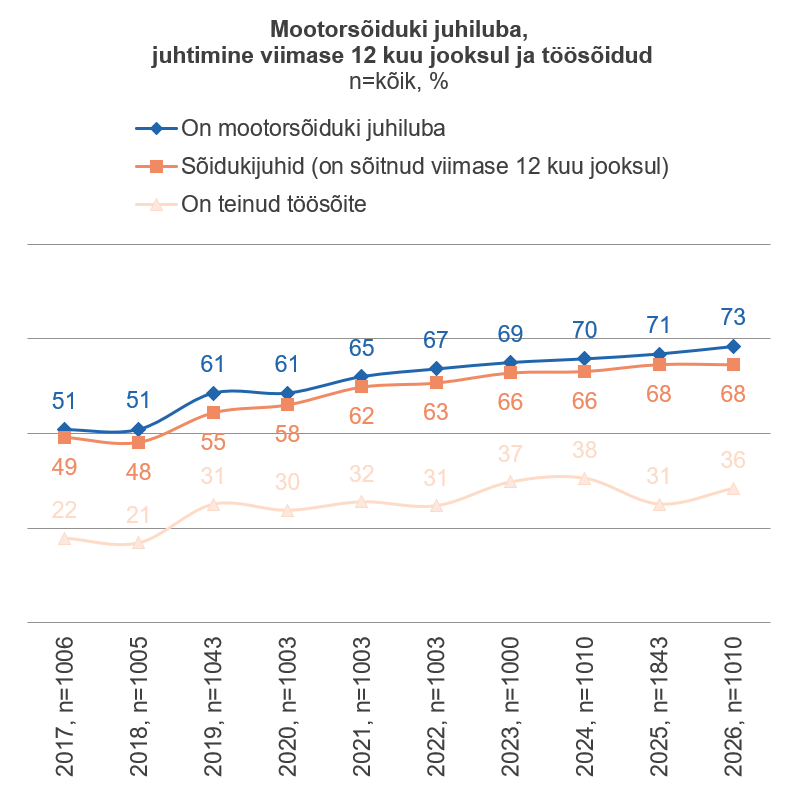 Mootorsõiduki juhiluba,
juhtimine viimase 12 kuu jooksul ja töösõidud
n=kõik, %
On mootorsõiduki juhiluba
Sõidukijuhid (on sõitnud viimase 12 kuu jooksul)
On teinud töösõite
51 51 61 61 65 67 69 70 71 73
49 48 55 58 62 63 66 66 68 68
22 21 31 30 32 31 37 38 31 36
2017, n=1006
2018, n=1005
2019, n=1043
2020, n=1003
2021, n=1003
2022, n=1003
2023, n=1000
2024, n=1010
2025, n=1843
2026, n=1010